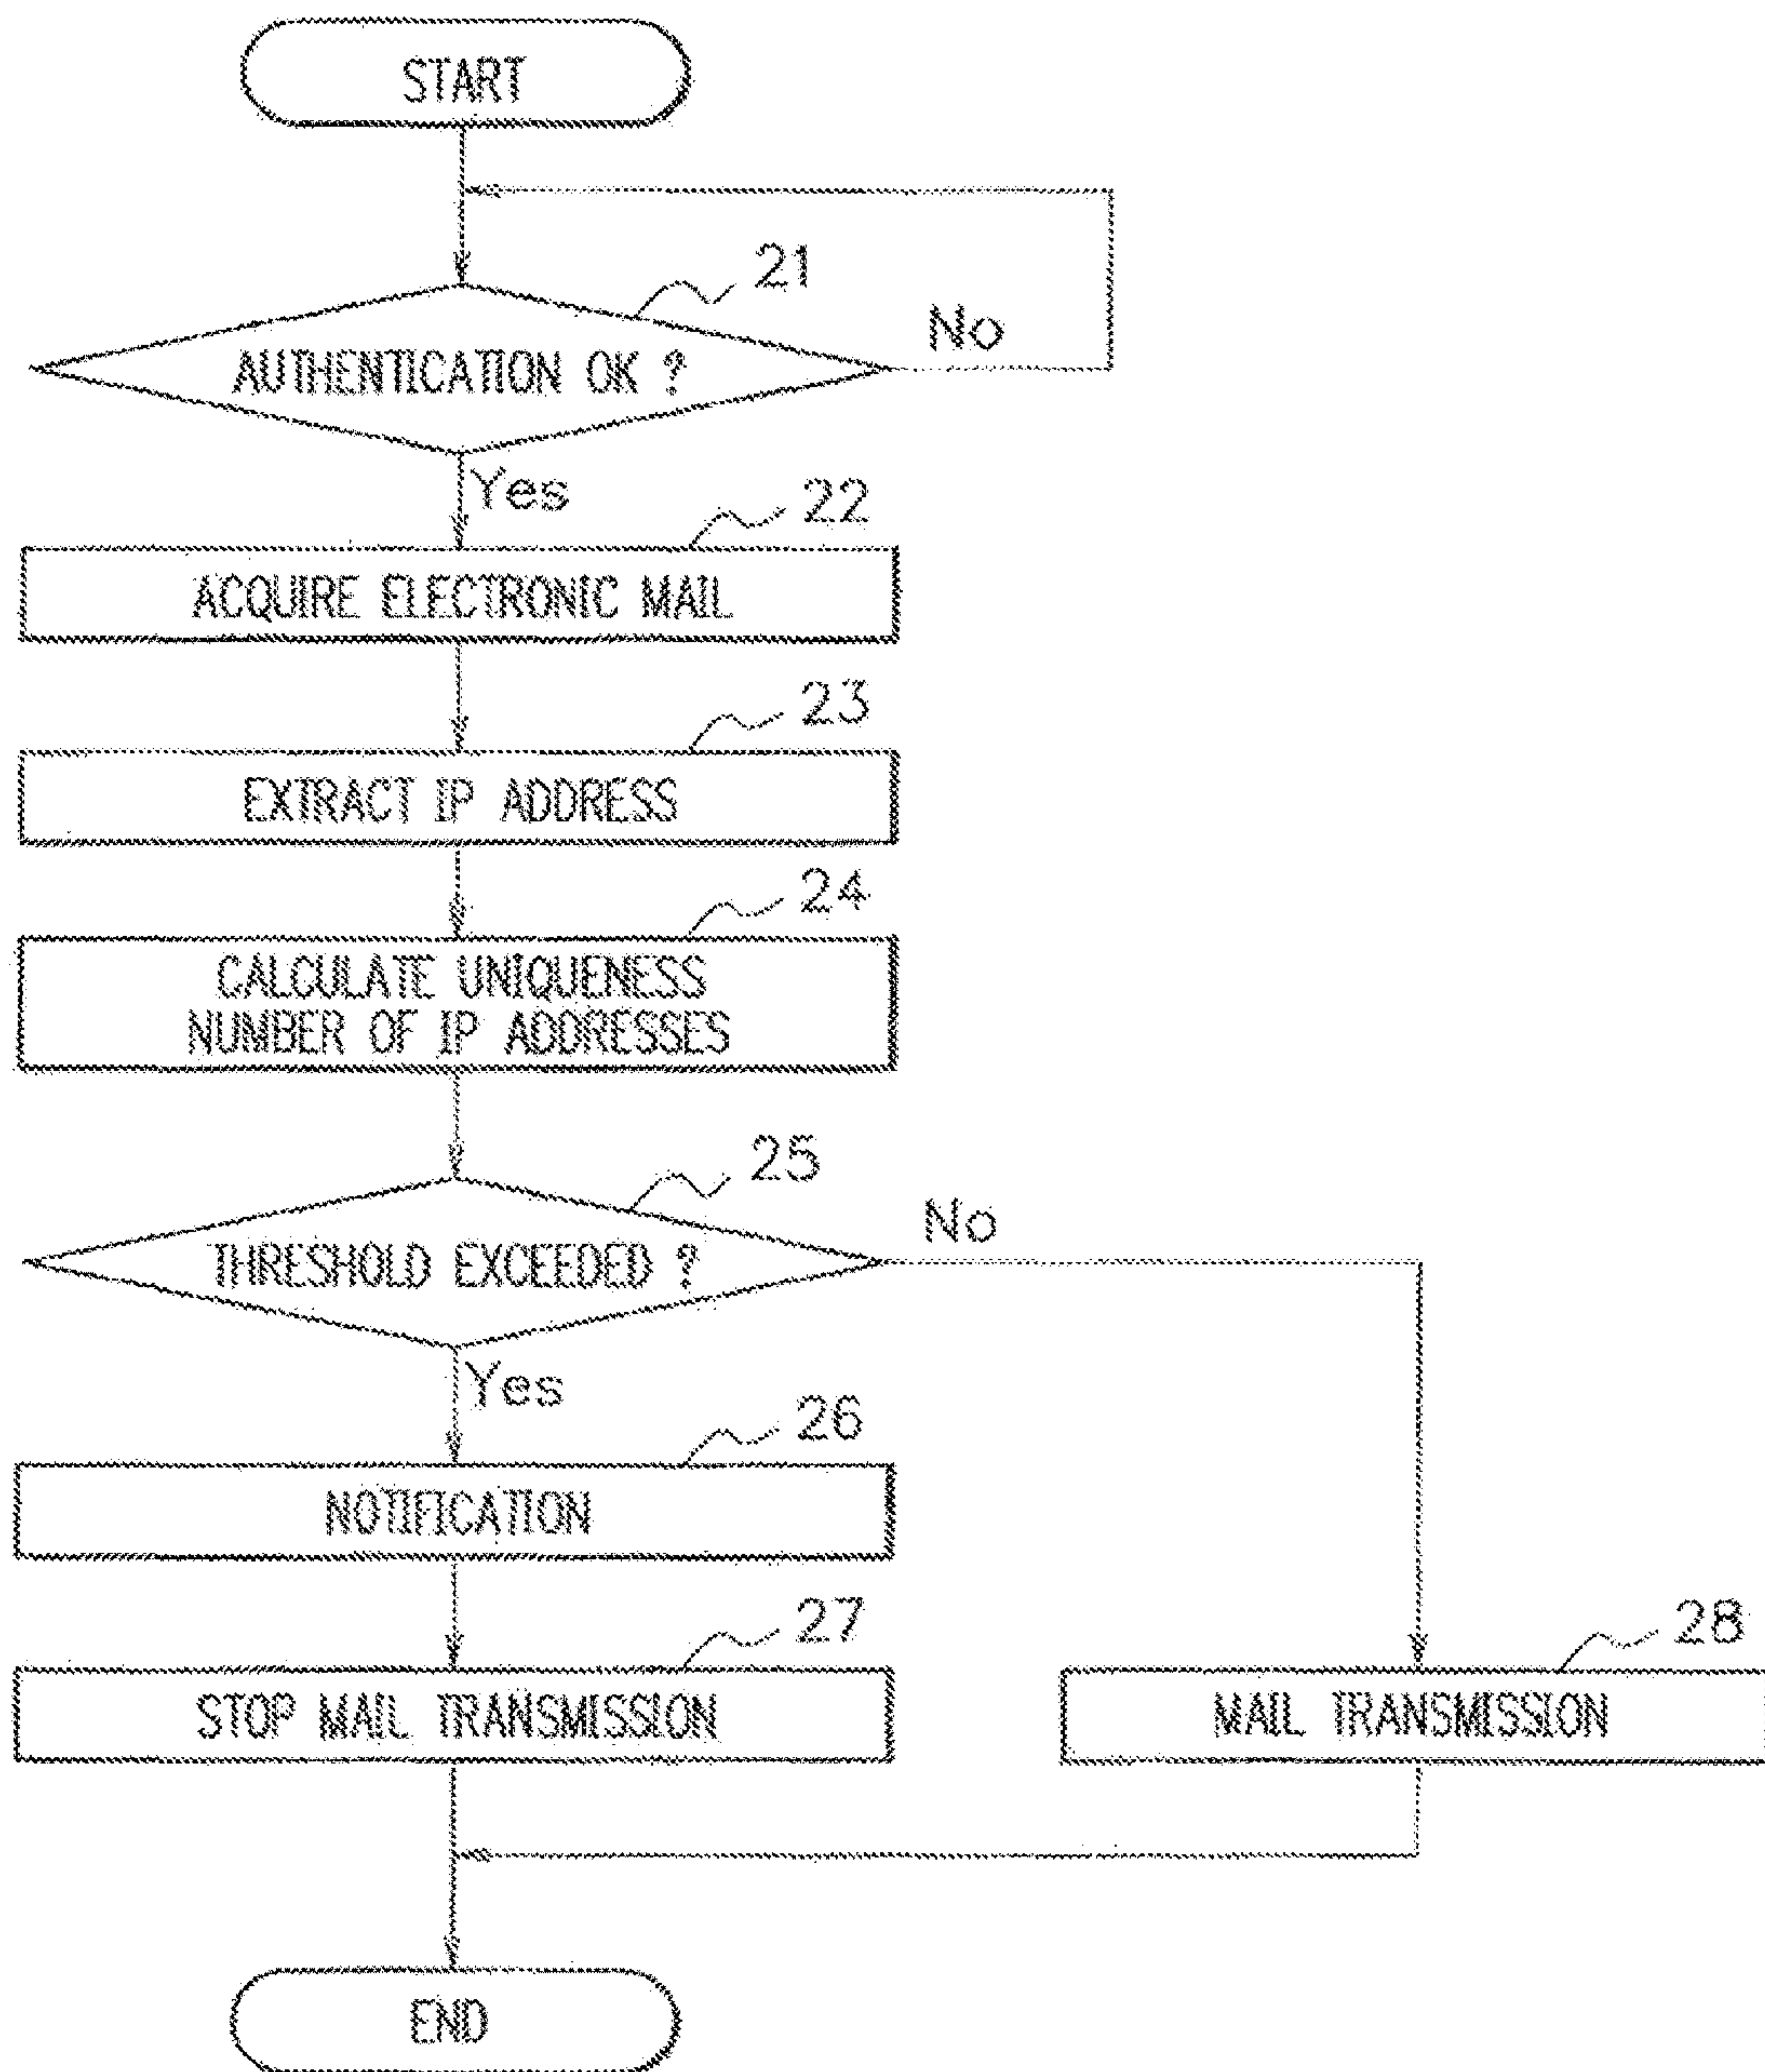 START
21
No
AUTHENTICATION OK ?
Yes
22
ACQUIRE ELECTRONIC MAIL
23
EXTRACT IP ADDRESS
24
CALCULATE UNIQUENESS
NUMBER OF IP ADDRESSES
25
No
THRESHOLD EXCEEDED ?
Yes
26
NOTIFICATION
27
STOP MAIL TRANSMISSION
28
MAIL TRANSMISSION
END